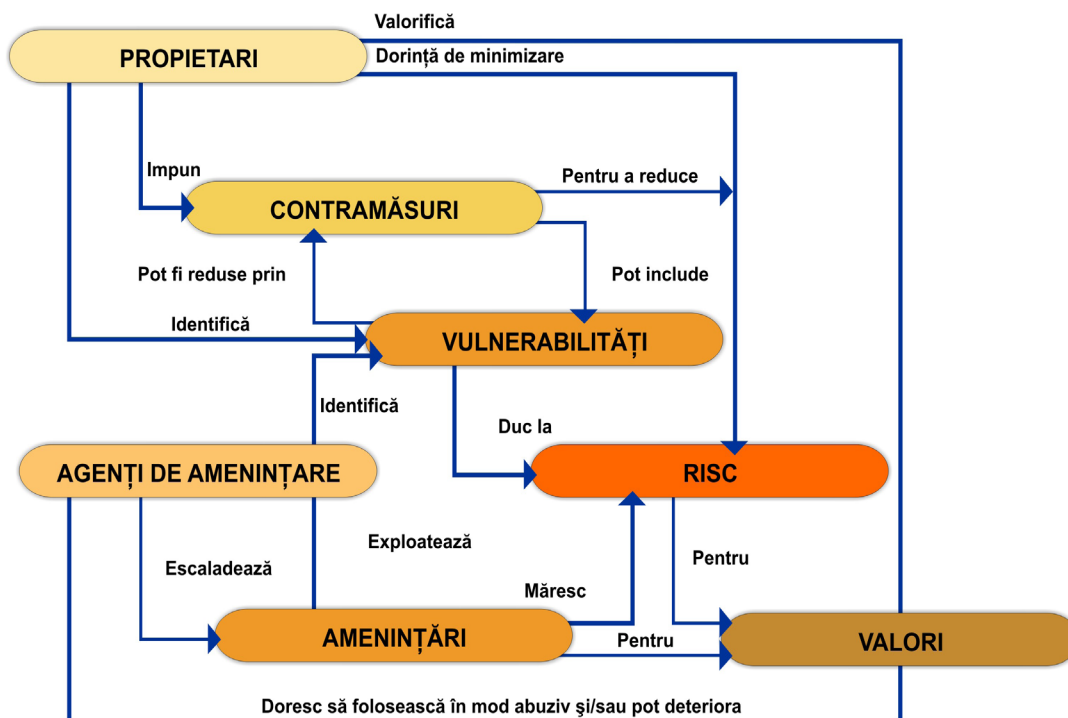 Valorifică
PROPIETARI
Dorință de minimizare
Impun
Pentru a reduce
CONTRAMĂSURI
Pot fi reduse prin
Pot include
Identifică
VULNERABILITĂȚI
Identifică
Duc la
AGENȚI DE AMENINȚARE
RISC
Exploatează
Escaladează
Pentru
Măresc
AMENINȚĂRI
Pentru
VALORI
Doresc să folosească în mod abuziv şi/sau pot deteriora